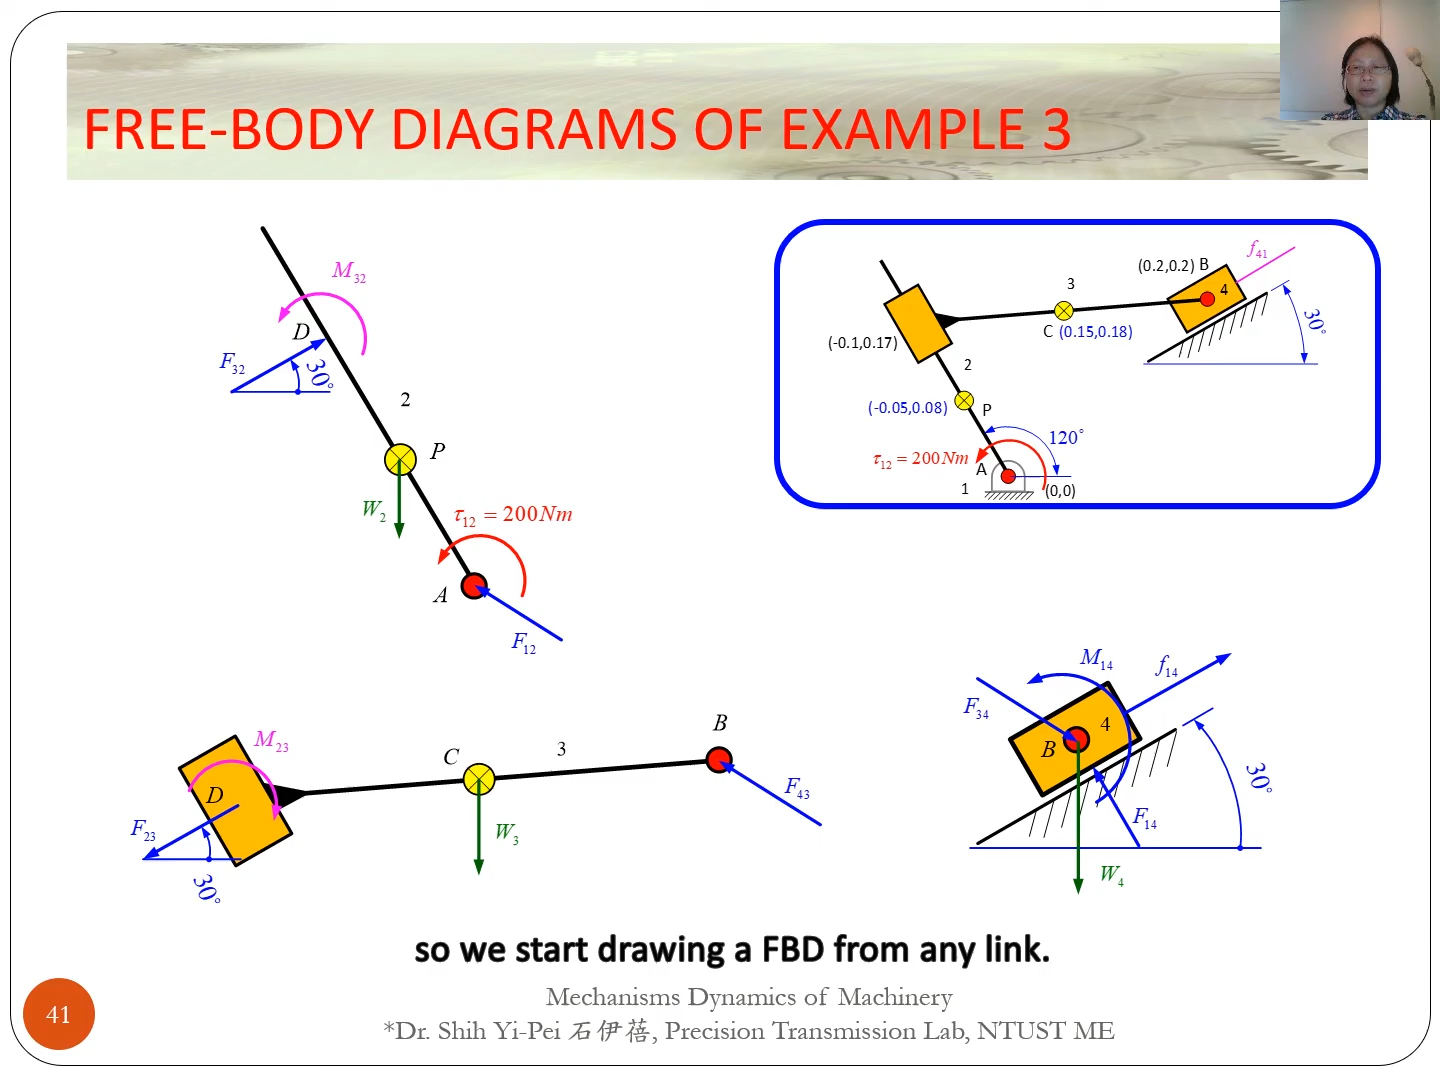 FREE-BODY DIAGRAMS OF EXAMPLE 3
M32
D
F32
30°
2
P
W2
τ12 = 200Nm
A
F12
f41
(0.2,0.2) B
4
3
C (0.15,0.18)
30°
(-0.1,0.17)
2
(-0.05,0.08)
P
120°
τ12 = 200Nm
A
1
(0,0)
M23
D
F23
30°
C
3
B
W3
F43
M14
f14
F34
4
B
30°
F14
W4
so we start drawing a FBD from any link.
41
Mechanisms Dynamics of Machinery
*Dr. Shih Yi-Pei 石伊蓓, Precision Transmission Lab, NTUST ME